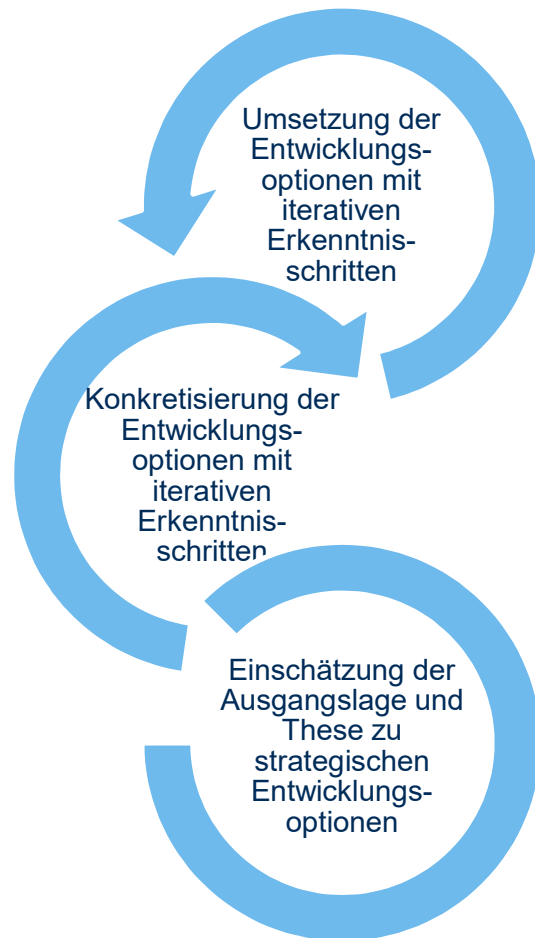 Umsetzung der
Entwicklungs-
optionen mit
iterativen
Erkenntnis-
schritten
Konkretisierung der
Entwicklungs-
optionen mit
iterativen
Erkenntnis-
schritten
Einschätzung der
Ausgangslage und
These zu
strategischen
Entwicklungs-
optionen